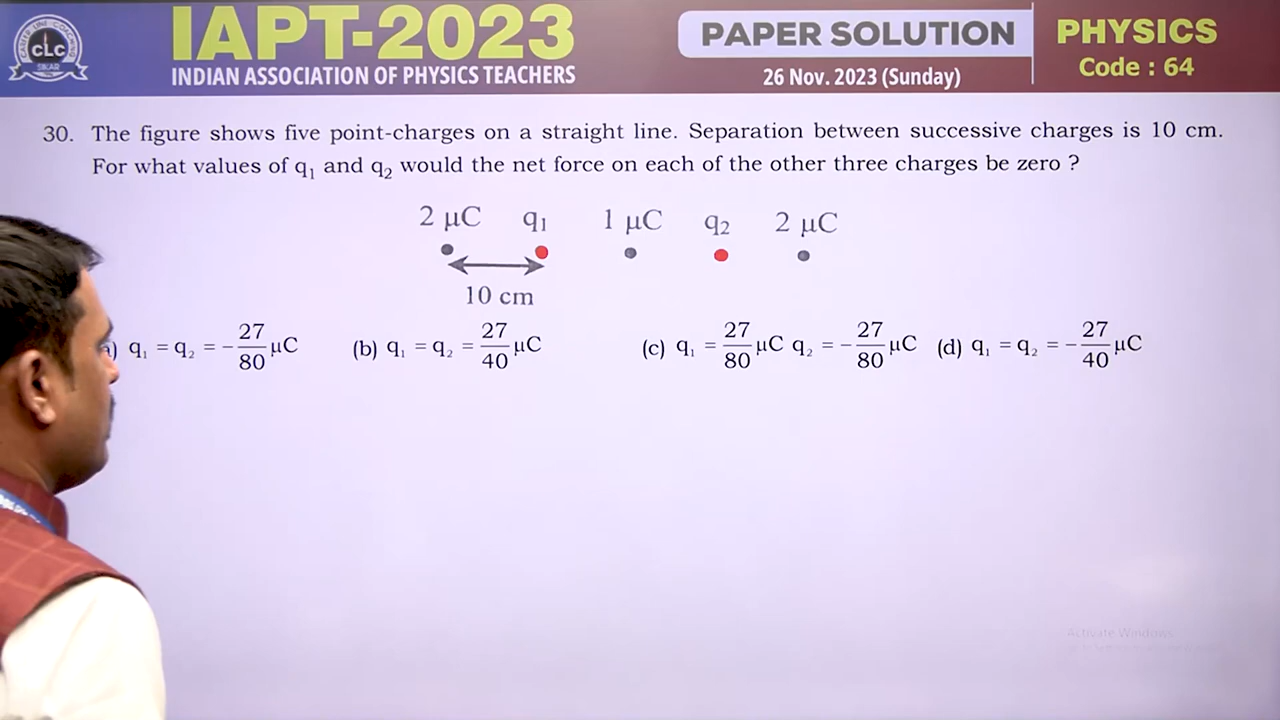 CLC
SIKAR
IAPT-2023
INDIAN ASSOCIATION OF PHYSICS TEACHERS
PAPER SOLUTION
26 Nov. 2023 (Sunday)
PHYSICS
Code : 64
30. The figure shows five point-charges on a straight line. Separation between successive charges is 10 cm.
For what values of q₁ and q₂ would the net force on each of the other three charges be zero ?
2 μC q₁ 1 μC q₂ 2 μC
10 cm
) q₁ = q₂ = −27/80 μC (b) q₁ = q₂ = 27/40 μC (c) q₁ = 27/80 μC q₂ = −27/80 μC (d) q₁ = q₂ = −27/40 μC
Activate Windows